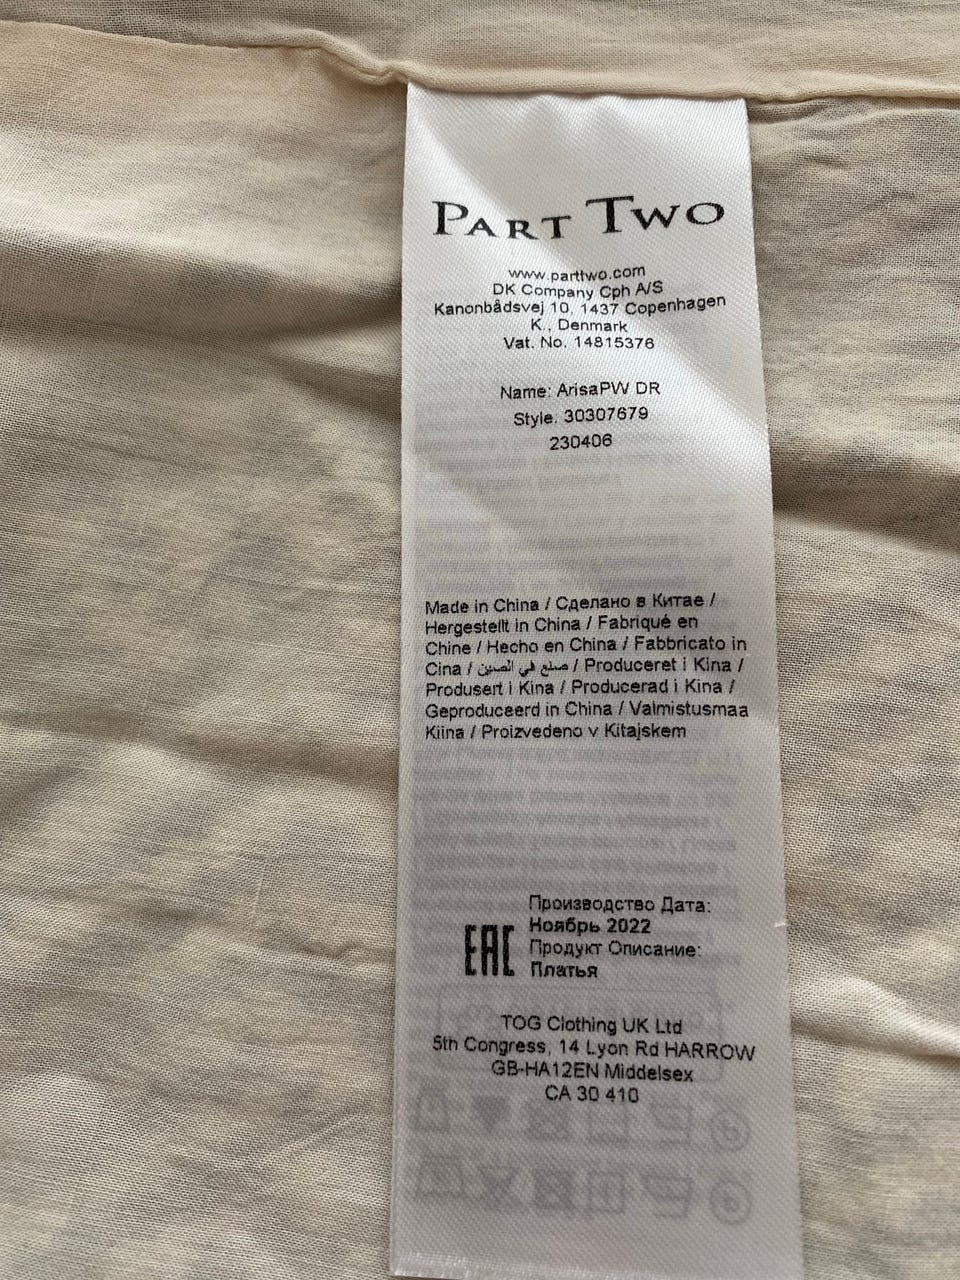 PART TWO
www.parttwo.com
DK Company Cph A/S
Kanonbådsvej 10, 1437 Copenhagen
K., Denmark
Vat. No. 14815376
Name: ArisaPW DR
Style. 30307679
230406
Made in China / Сделано в Китае /
Hergestellt in China / Fabriqué en
Chine / Hecho en China / Fabbricato in
Cina / صنع في الصين / Produceret i Kina /
Produsert i Kina / Producerad i Kina /
Geproduceerd in China / Valmistusmaa
Kiina / Proizvedeno v Kitajskem
EAC
Производство Дата:
Ноябрь 2022
Продукт Описание:
Платья
TOG Clothing UK Ltd
5th Congress, 14 Lyon Rd HARROW
GB-HA12EN Middelsex
CA 30 410